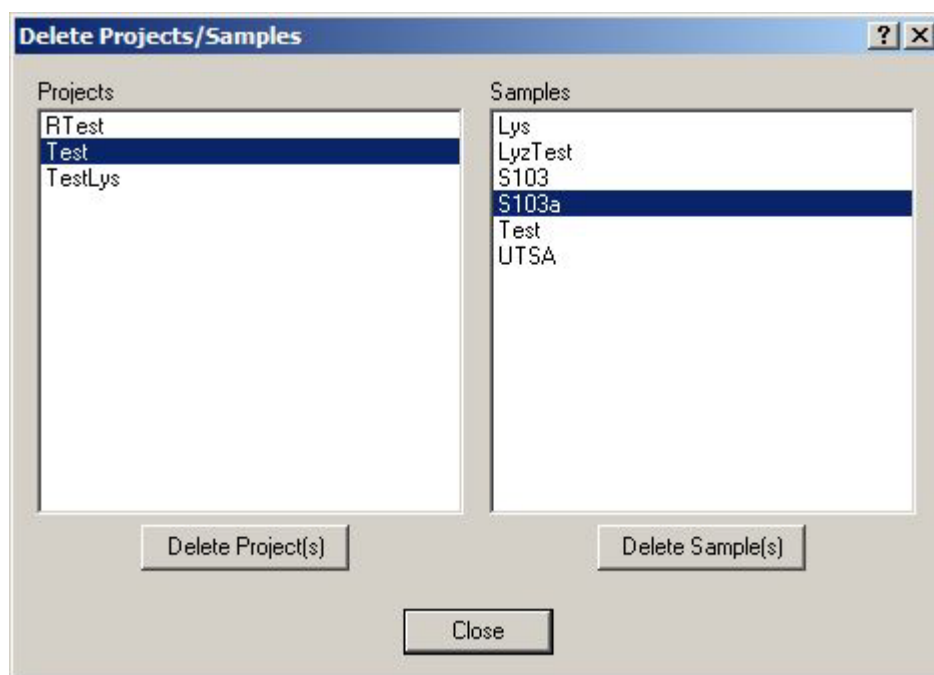 Delete Projects/Samples
Projects
RTest
Test
TestLys
Samples
Lys
LyzTest
S103
S103a
Test
UTSA
Delete Project(s)
Delete Sample(s)
Close